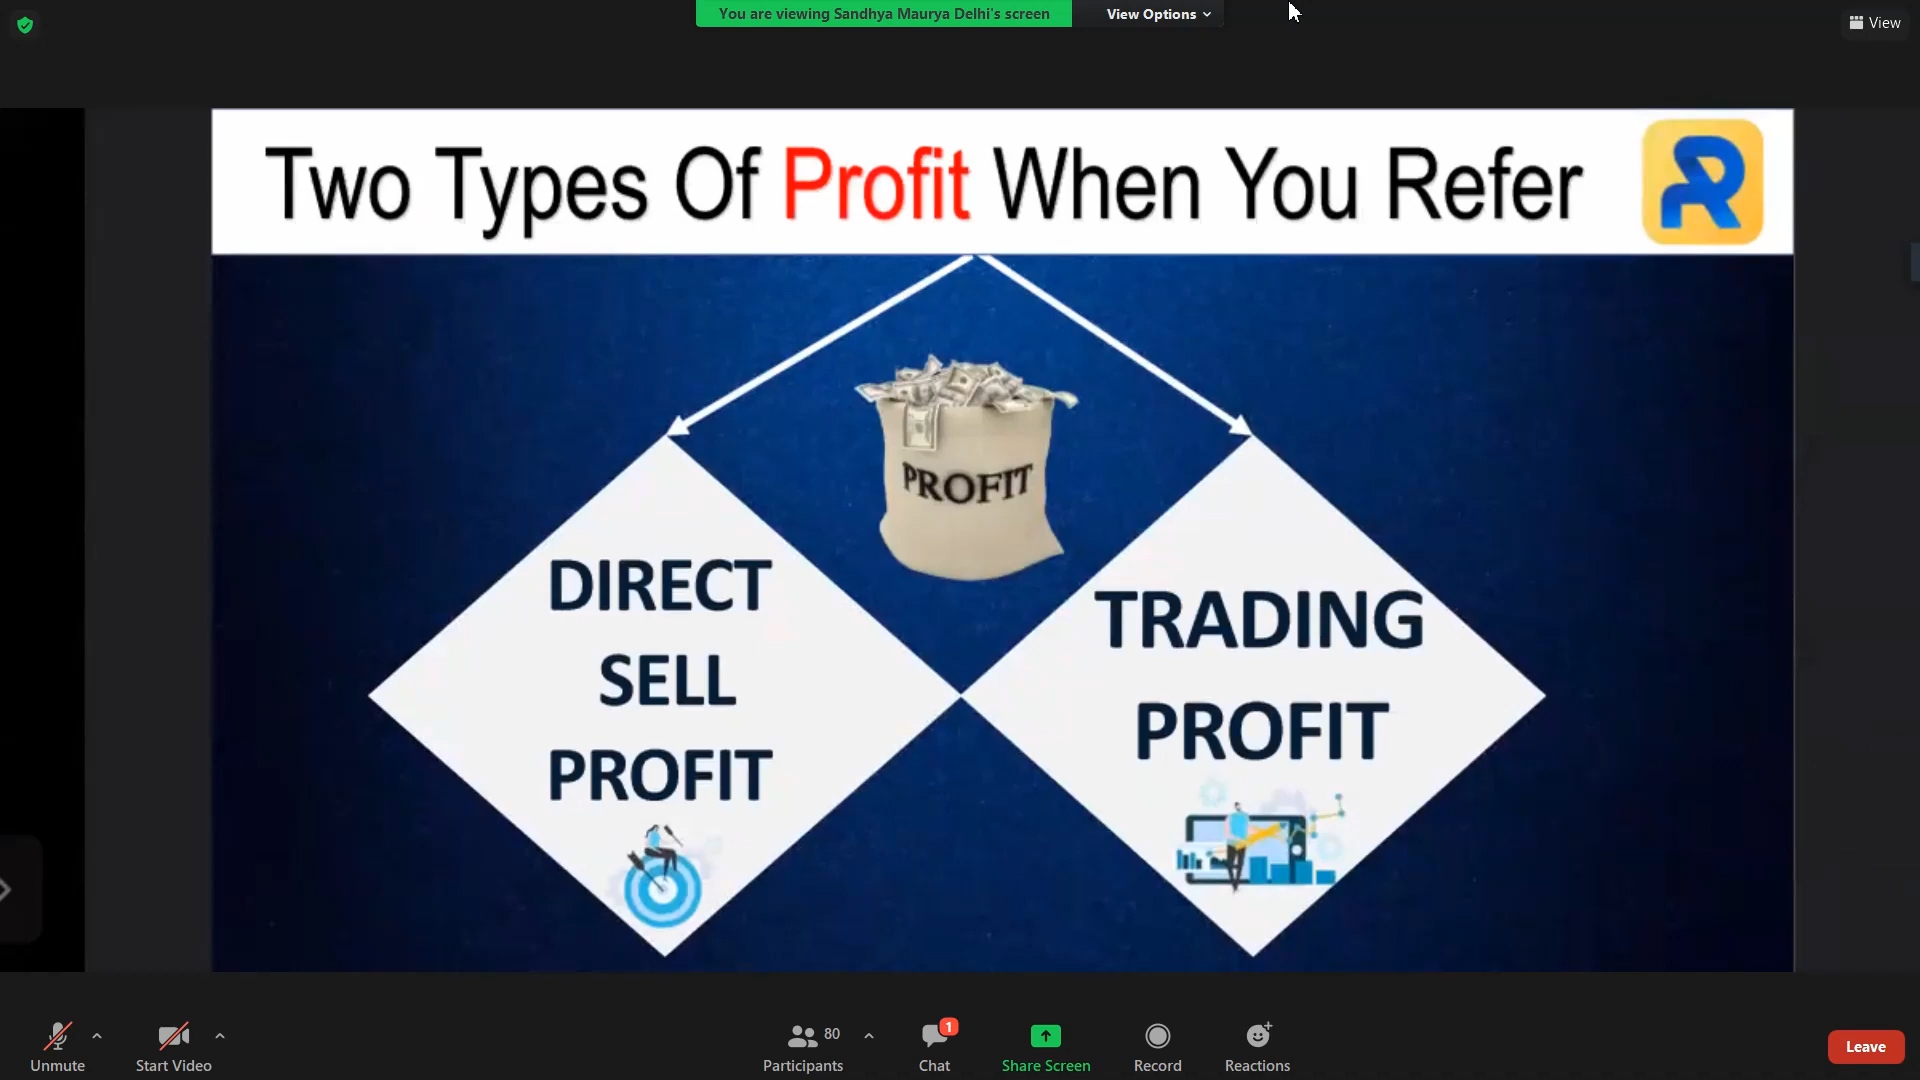 You are viewing Sandhya Maurya Delhi's screen
View Options
View
Two Types Of Profit When You Refer
PROFIT
DIRECT
SELL
PROFIT
TRADING
PROFIT
Unmute
Start Video
80
Participants
1
Chat
Share Screen
Record
Reactions
Leave